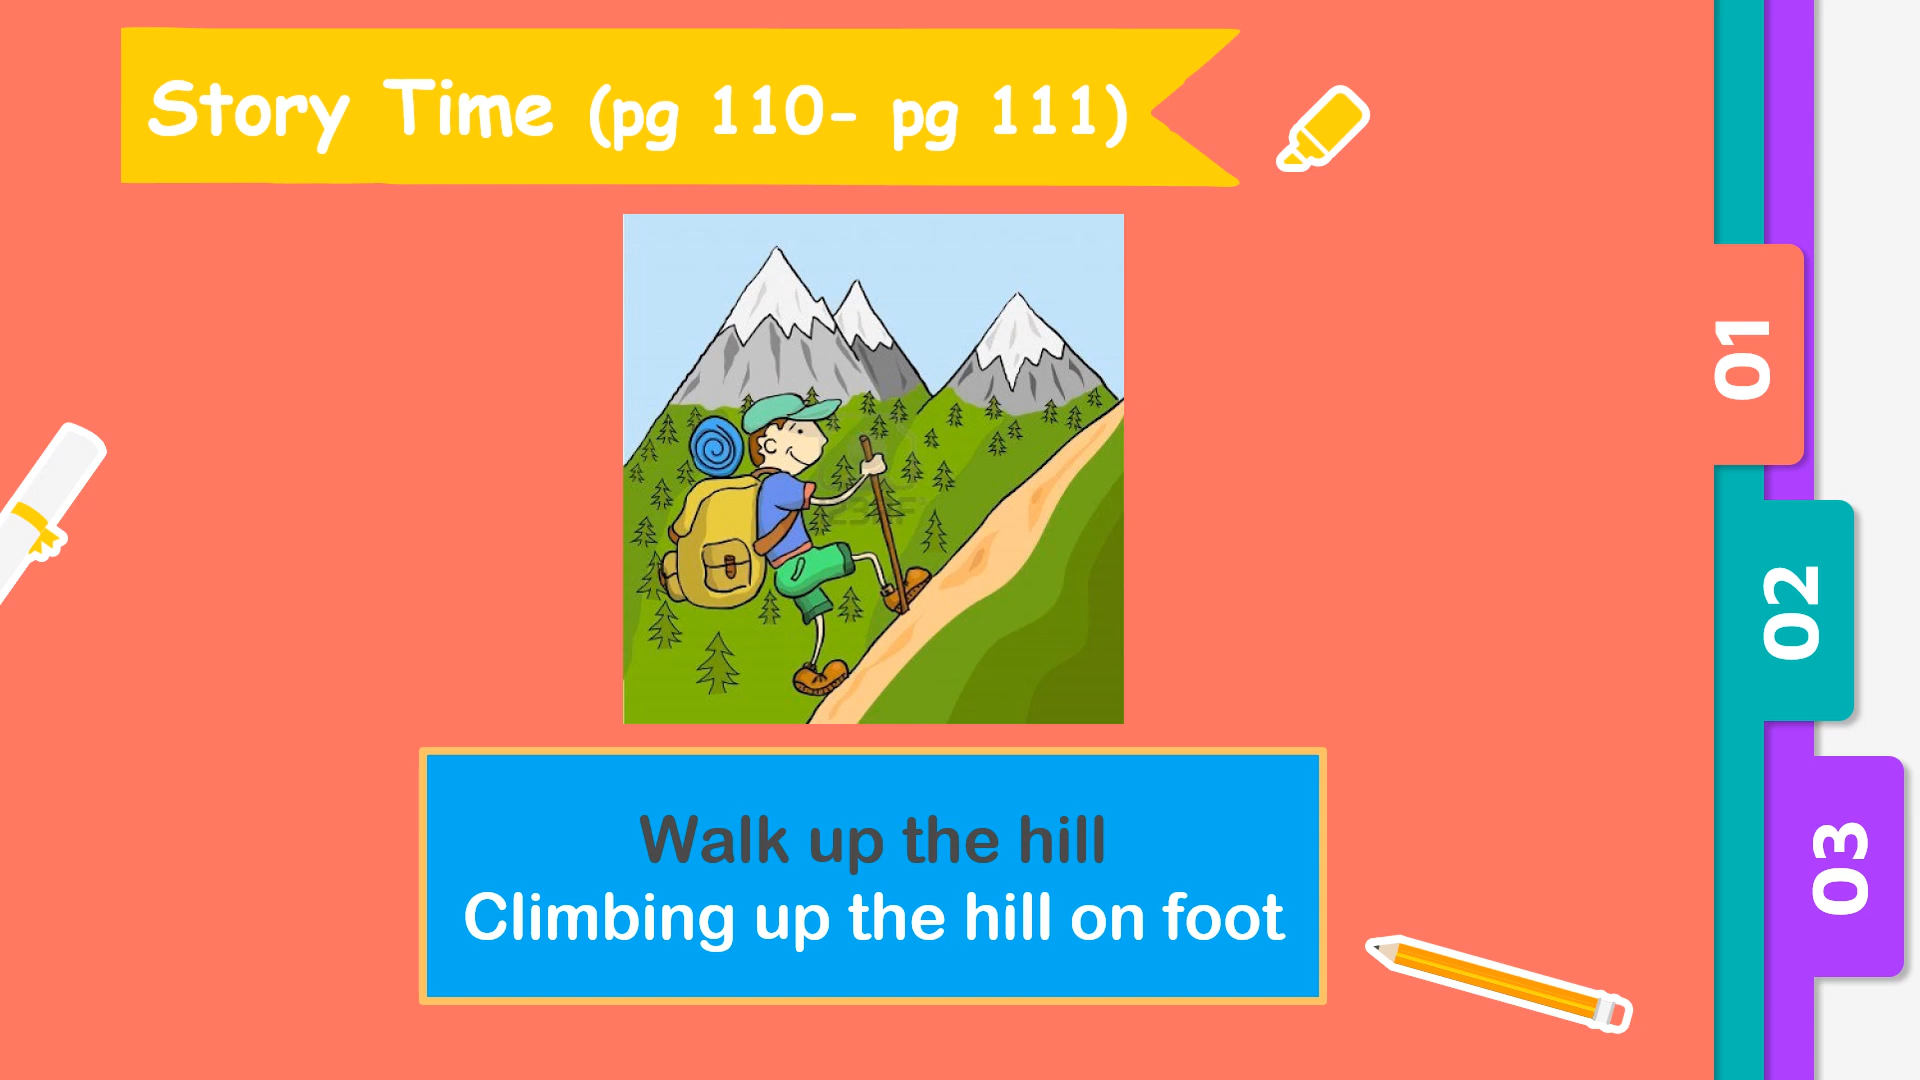 Story Time (pg 110- pg 111)
Walk up the hill
Climbing up the hill on foot
01
02
03